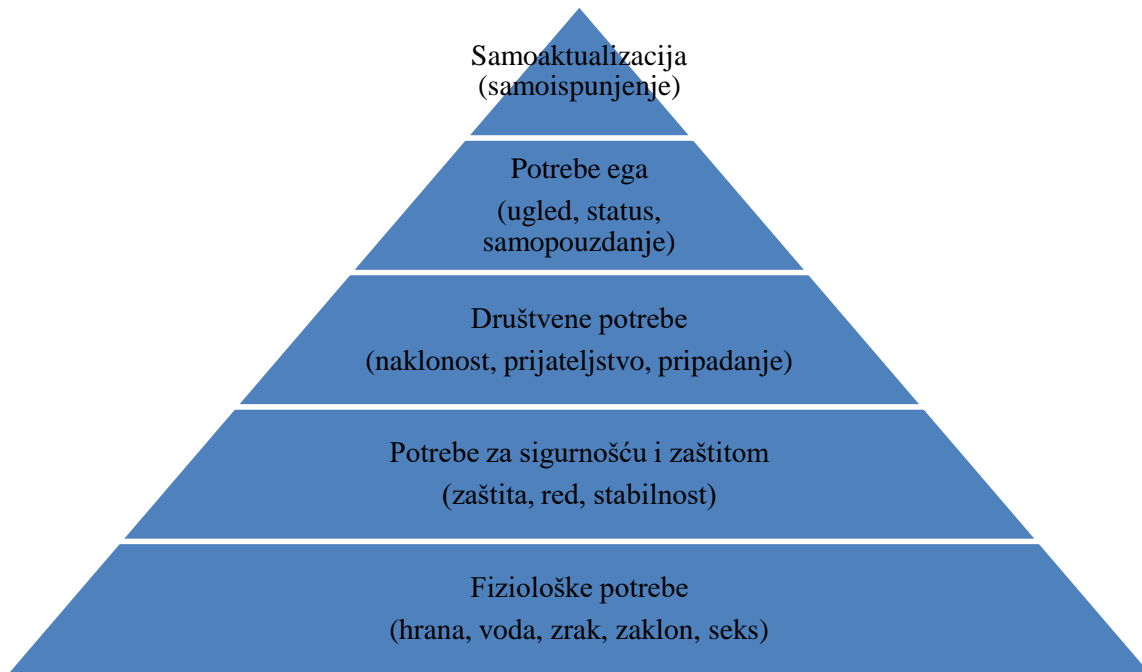 Samoaktualizacija
(samoispunjenje)
Potrebe ega
(ugled, status,
samopouzdanje)
Društvene potrebe
(naklonost, prijateljstvo, pripadanje)
Potrebe za sigurnošću i zaštitom
(zaštita, red, stabilnost)
Fiziološke potrebe
(hrana, voda, zrak, zaklon, seks)